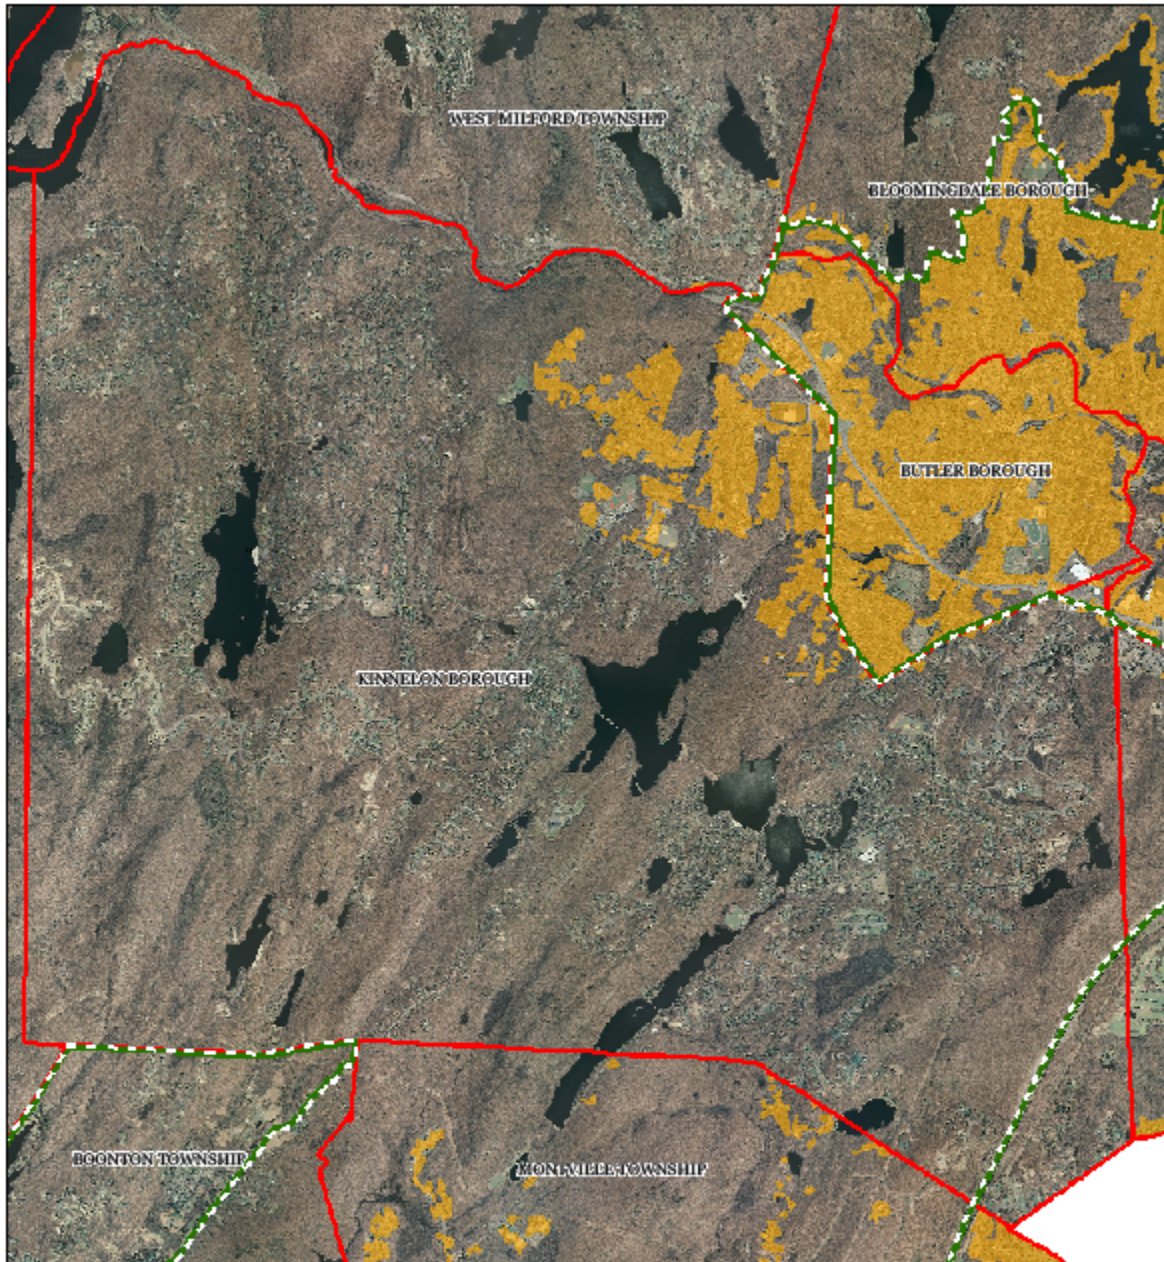 WEST MILFORD TOWNSHIP
BLOOMINGDALE BOROUGH
BUTLER BOROUGH
KINNELON BOROUGH
BOONTON TOWNSHIP
MONTVILLE TOWNSHIP